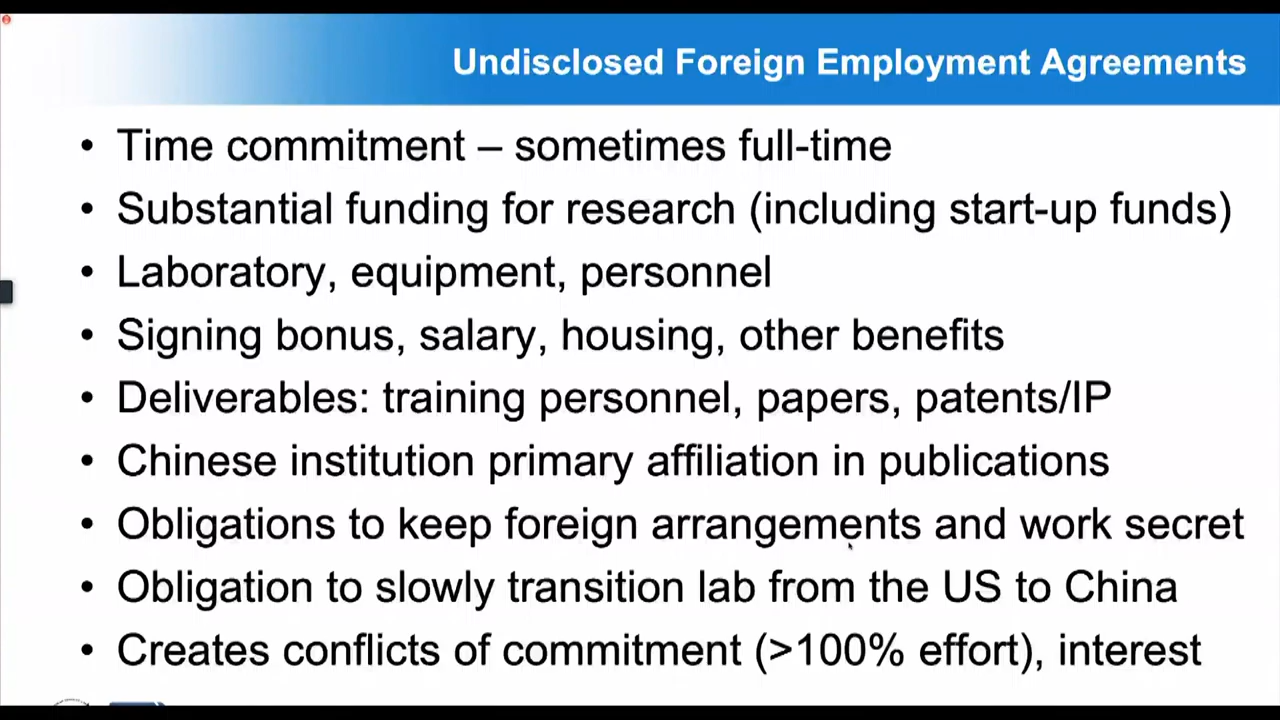 Undisclosed Foreign Employment Agreements
• Time commitment – sometimes full-time
• Substantial funding for research (including start-up funds)
• Laboratory, equipment, personnel
• Signing bonus, salary, housing, other benefits
• Deliverables: training personnel, papers, patents/IP
• Chinese institution primary affiliation in publications
• Obligations to keep foreign arrangements and work secret
• Obligation to slowly transition lab from the US to China
• Creates conflicts of commitment (>100% effort), interest